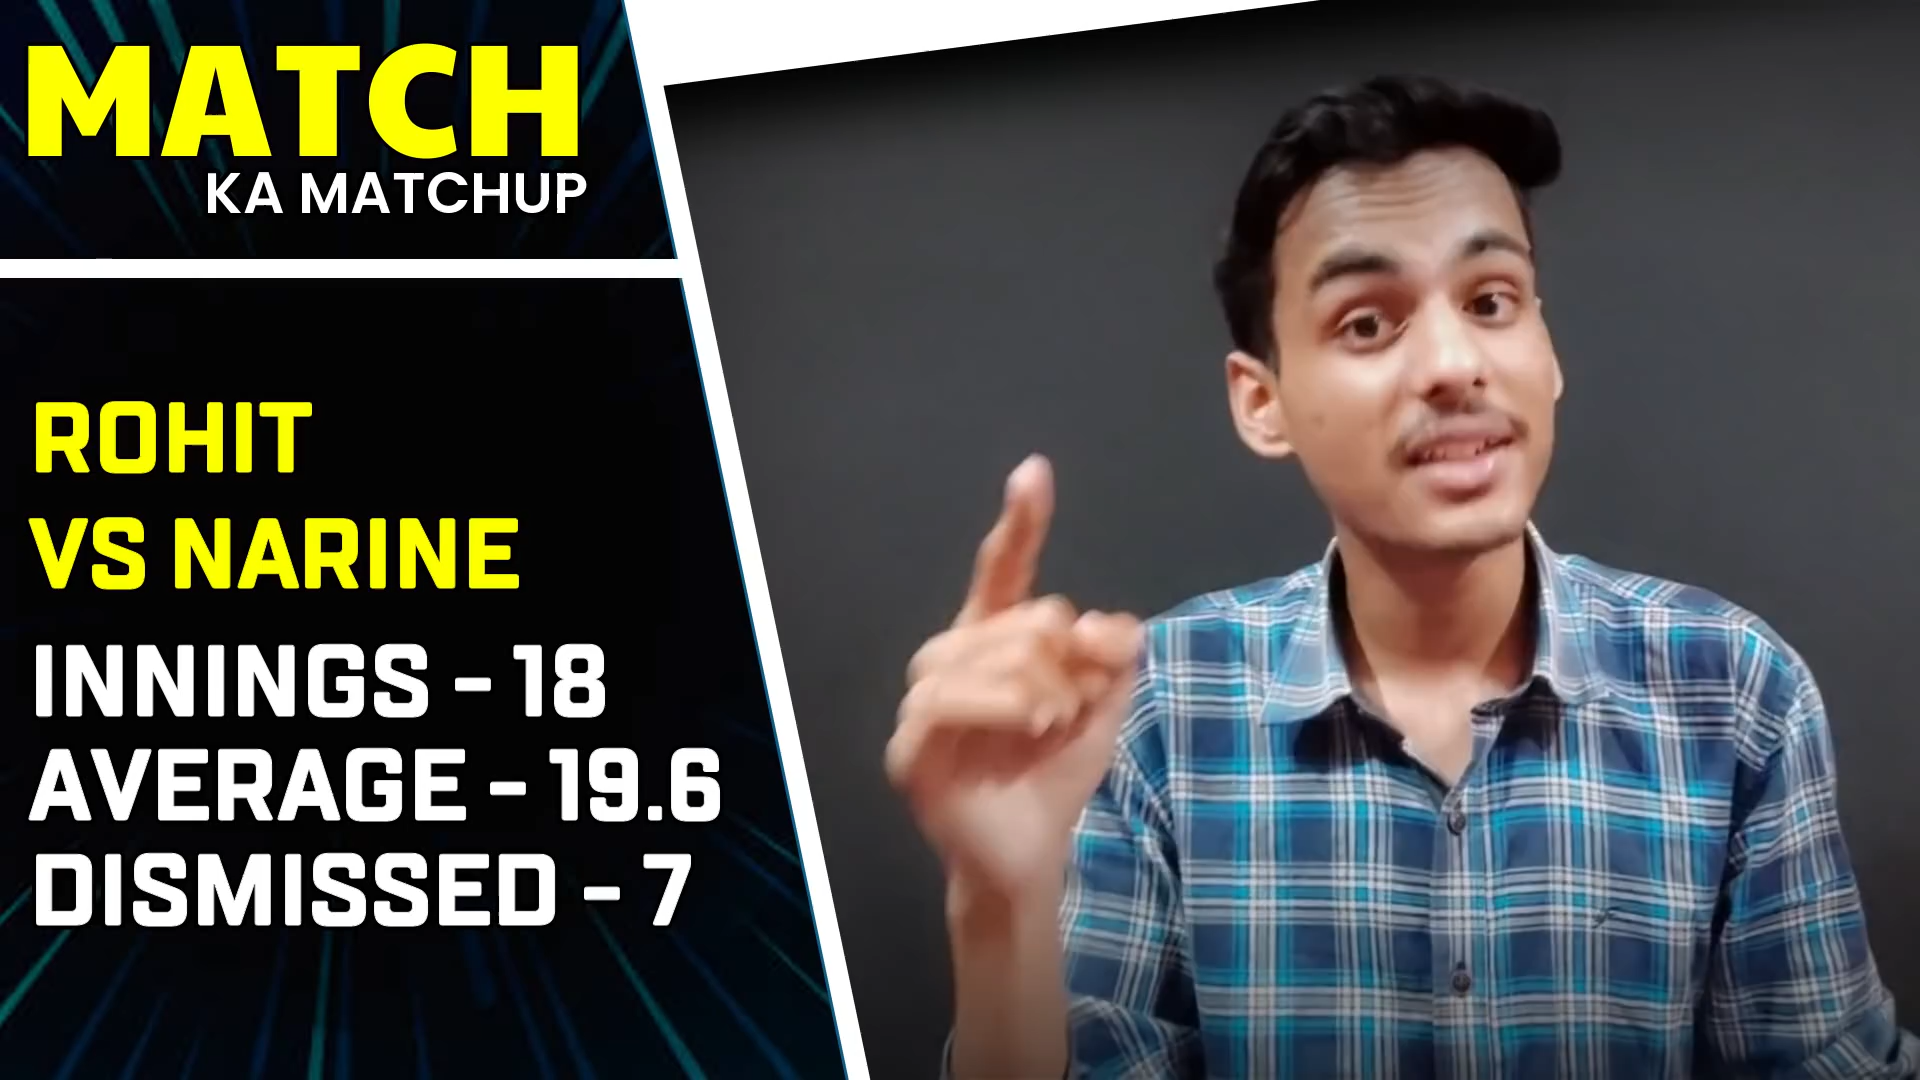 MATCH
KA MATCHUP
ROHIT
VS NARINE
INNINGS - 18
AVERAGE - 19.6
DISMISSED - 7